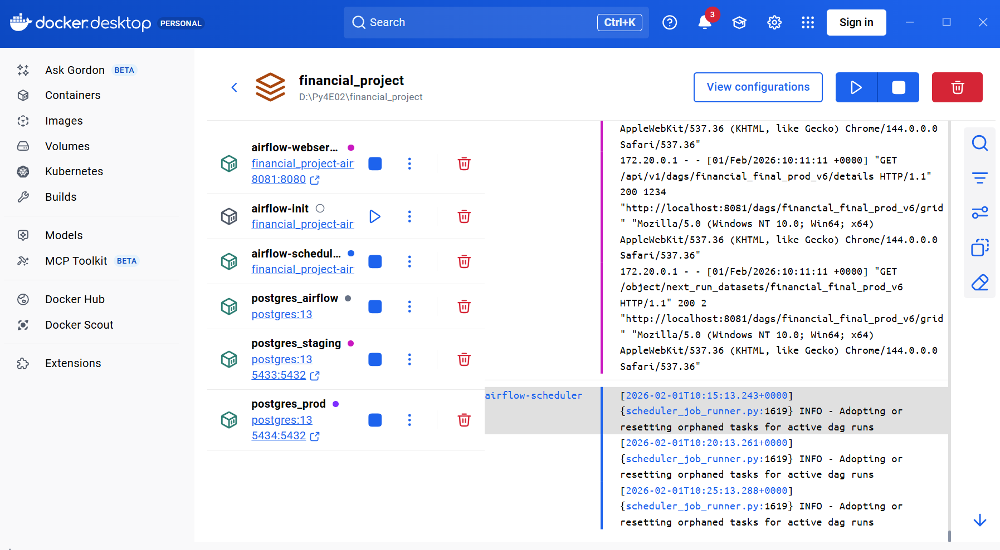 docker.desktop PERSONAL
Search
Ctrl+K
3
Sign in
Ask Gordon BETA
Containers
Images
Volumes
Kubernetes
Builds
Models
MCP Toolkit BETA
Docker Hub
Docker Scout
Extensions
financial_project
D:\Py4E02\financial_project
View configurations
airflow-webser...
financial_project-air
8081:8080
airflow-init
financial_project-air
airflow-schedul...
financial_project-air
postgres_airflow
postgres:13
postgres_staging
postgres:13
5433:5432
postgres_prod
postgres:13
5434:5432
AppleWebKit/537.36 (KHTML, like Gecko) Chrome/144.0.0.0
Safari/537.36"
172.20.0.1 - - [01/Feb/2026:10:11:11 +0000] "GET
/api/v1/dags/financial_final_prod_v6/details HTTP/1.1"
200 1234
"http://localhost:8081/dags/financial_final_prod_v6/grid
" "Mozilla/5.0 (Windows NT 10.0; Win64; x64)
AppleWebKit/537.36 (KHTML, like Gecko) Chrome/144.0.0.0
Safari/537.36"
172.20.0.1 - - [01/Feb/2026:10:11:11 +0000] "GET
/object/next_run_datasets/financial_final_prod_v6
HTTP/1.1" 200 2
"http://localhost:8081/dags/financial_final_prod_v6/grid
" "Mozilla/5.0 (Windows NT 10.0; Win64; x64)
AppleWebKit/537.36 (KHTML, like Gecko) Chrome/144.0.0.0
Safari/537.36"
airflow-scheduler
[2026-02-01T10:15:13.243+0000]
{scheduler_job_runner.py:1619} INFO - Adopting or
resetting orphaned tasks for active dag runs
[2026-02-01T10:20:13.261+0000]
{scheduler_job_runner.py:1619} INFO - Adopting or
resetting orphaned tasks for active dag runs
[2026-02-01T10:25:13.288+0000]
{scheduler_job_runner.py:1619} INFO - Adopting or
resetting orphaned tasks for active dag runs